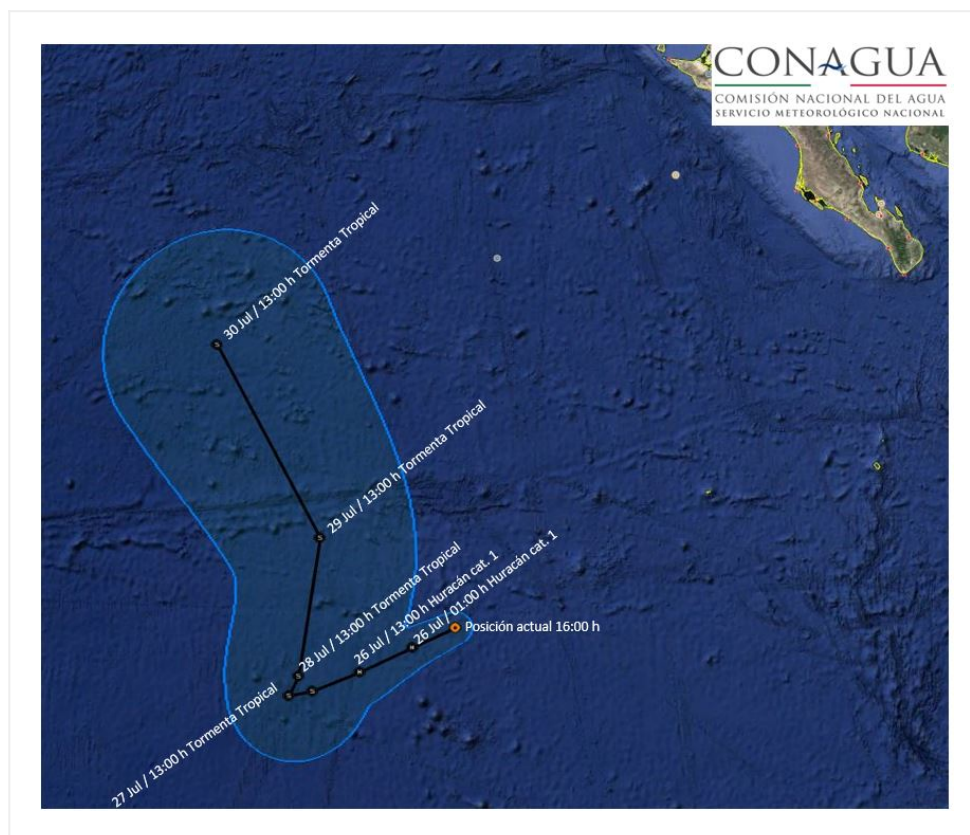 CONAGUA
COMISIÓN NACIONAL DEL AGUA
SERVICIO METEOROLÓGICO NACIONAL
30 Jul / 13:00 h Tormenta Tropical
29 Jul / 13:00 h Tormenta Tropical
28 Jul / 13:00 h Tormenta Tropical
26 Jul / 13:00 h Huracán cat. 1
26 Jul / 01:00 h Huracán cat. 1
Posición actual 16:00 h
27 Jul / 13:00 h Tormenta Tropical